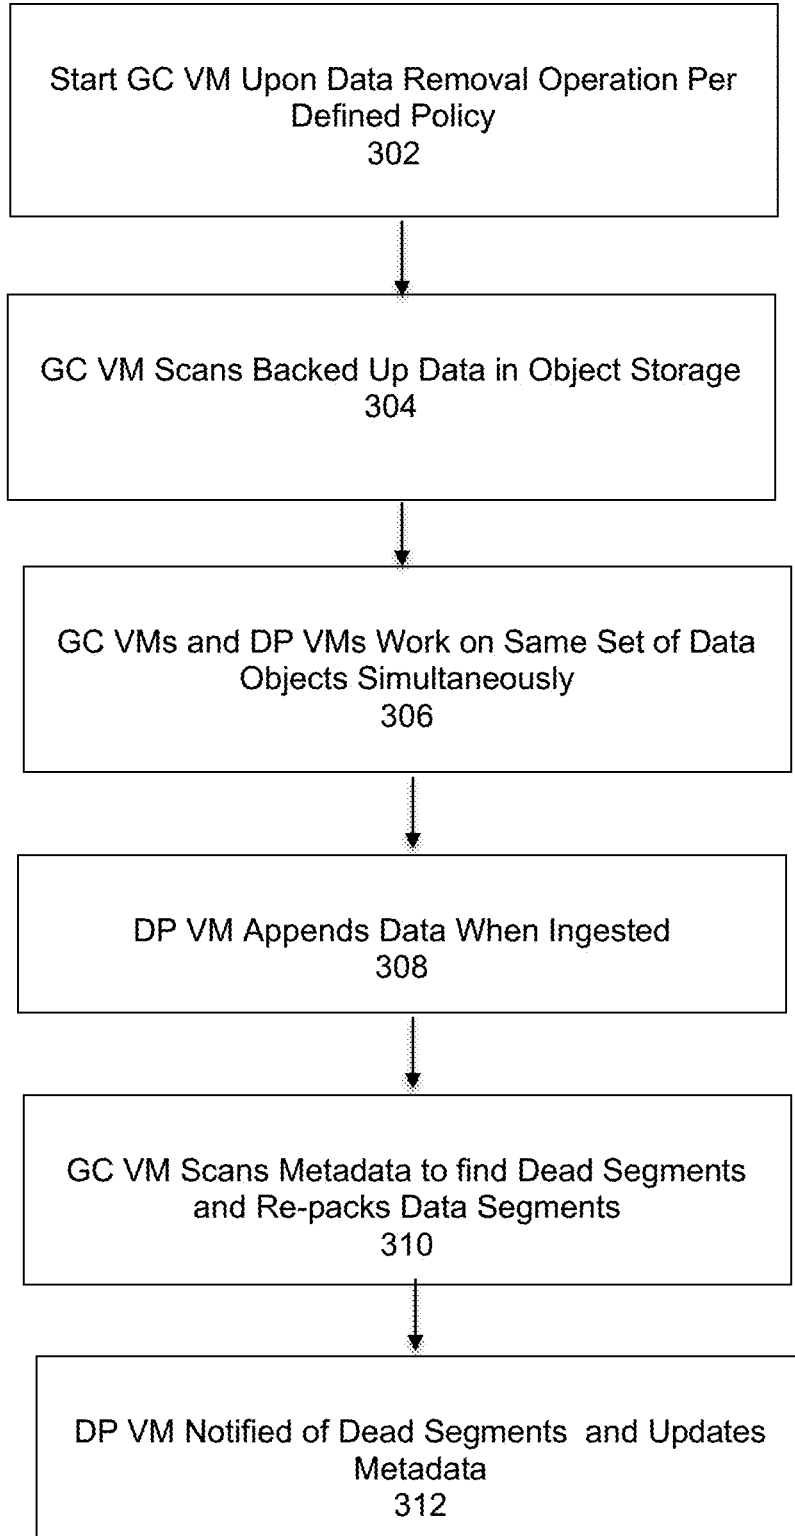 Start GC VM Upon Data Removal Operation Per
Defined Policy
302
GC VM Scans Backed Up Data in Object Storage
304
GC VMs and DP VMs Work on Same Set of Data
Objects Simultaneously
306
DP VM Appends Data When Ingested
308
GC VM Scans Metadata to find Dead Segments
and Re-packs Data Segments
310
DP VM Notified of Dead Segments and Updates
Metadata
312